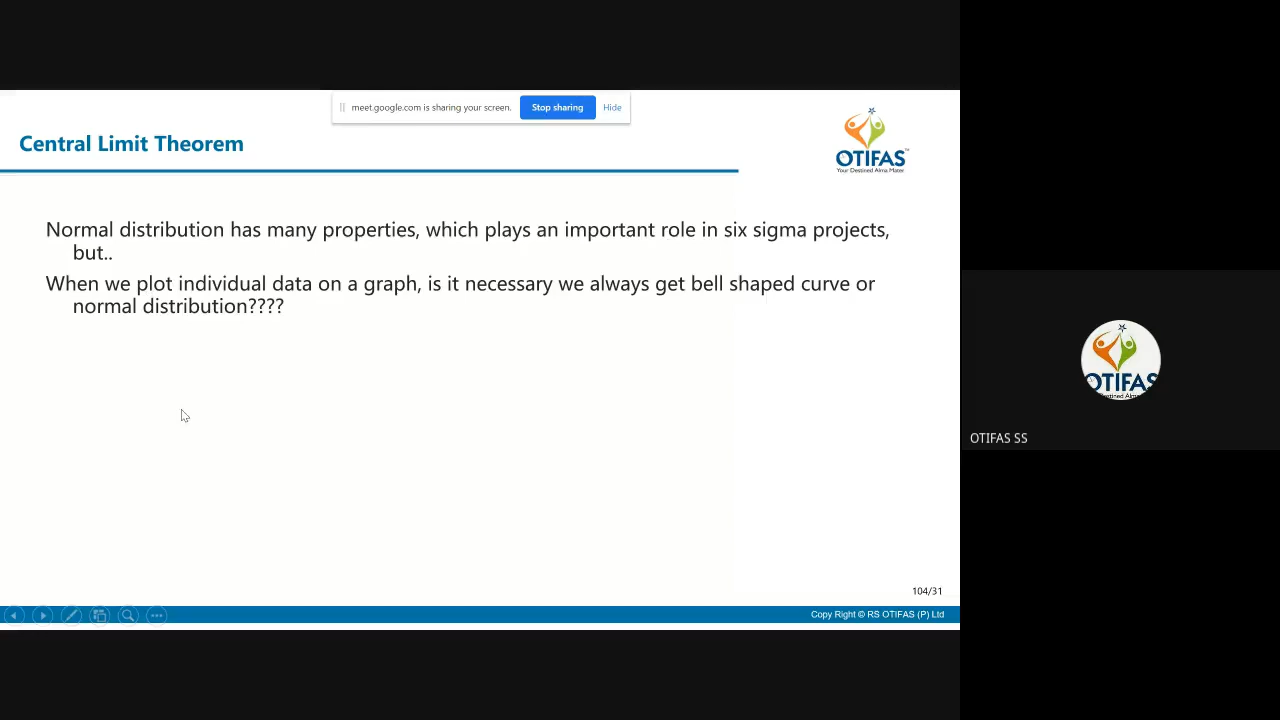 meet.google.com is sharing your screen. Stop sharing Hide
Central Limit Theorem
OTIFAS™
Your Destined Alma Mater
Normal distribution has many properties, which plays an important role in six sigma projects,
but..
When we plot individual data on a graph, is it necessary we always get bell shaped curve or
normal distribution????
OTIFAS
OTIFAS SS
104/31
Copy Right © RS OTIFAS (P) Ltd